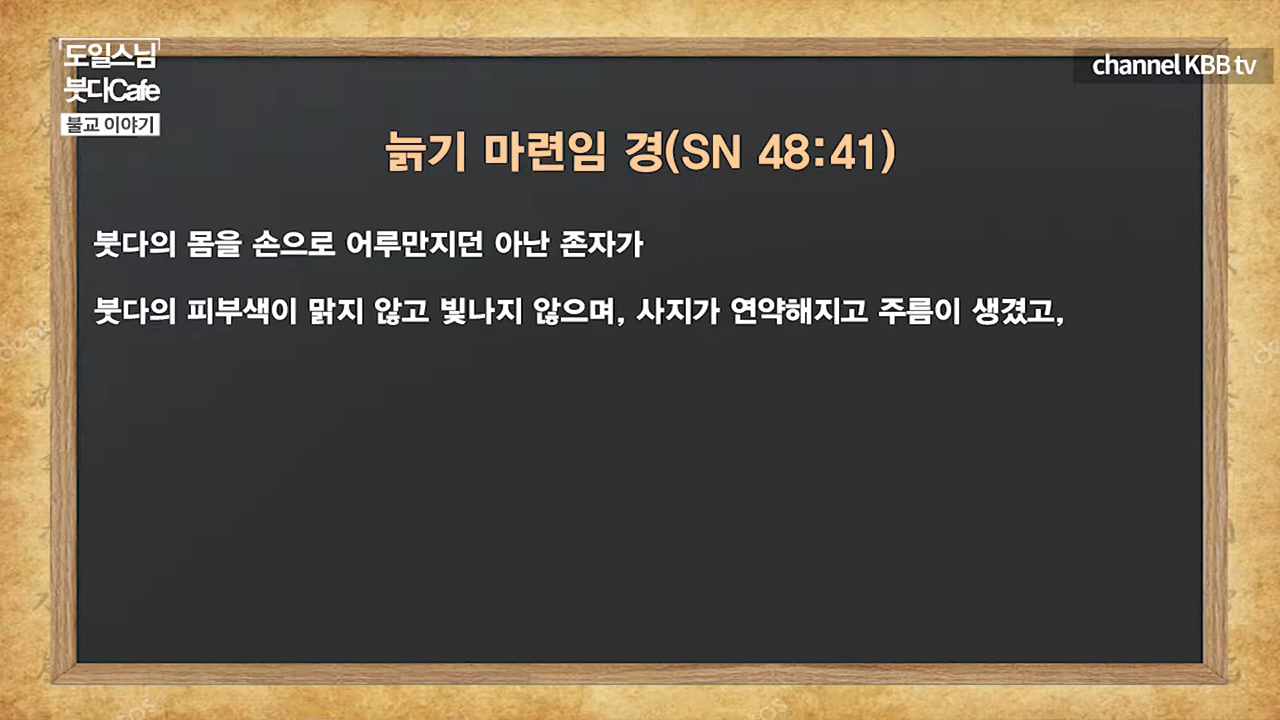 도일스님
붓다Cafe
불교 이야기
channel KBB tv
늙기 마련임 경(SN 48:41)
붓다의 몸을 손으로 어루만지던 아난 존자가
붓다의 피부색이 맑지 않고 빛나지 않으며, 사지가 연약해지고 주름이 생겼고,